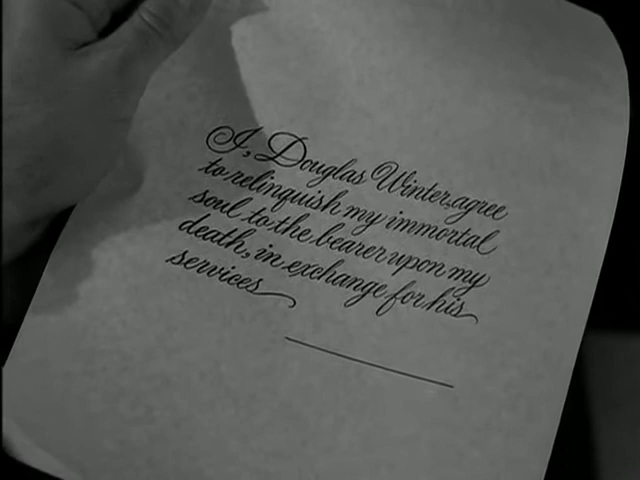 I, Douglas Winter, agree
to relinquish my immortal
soul to the bearer upon my
death, in exchange for his
services